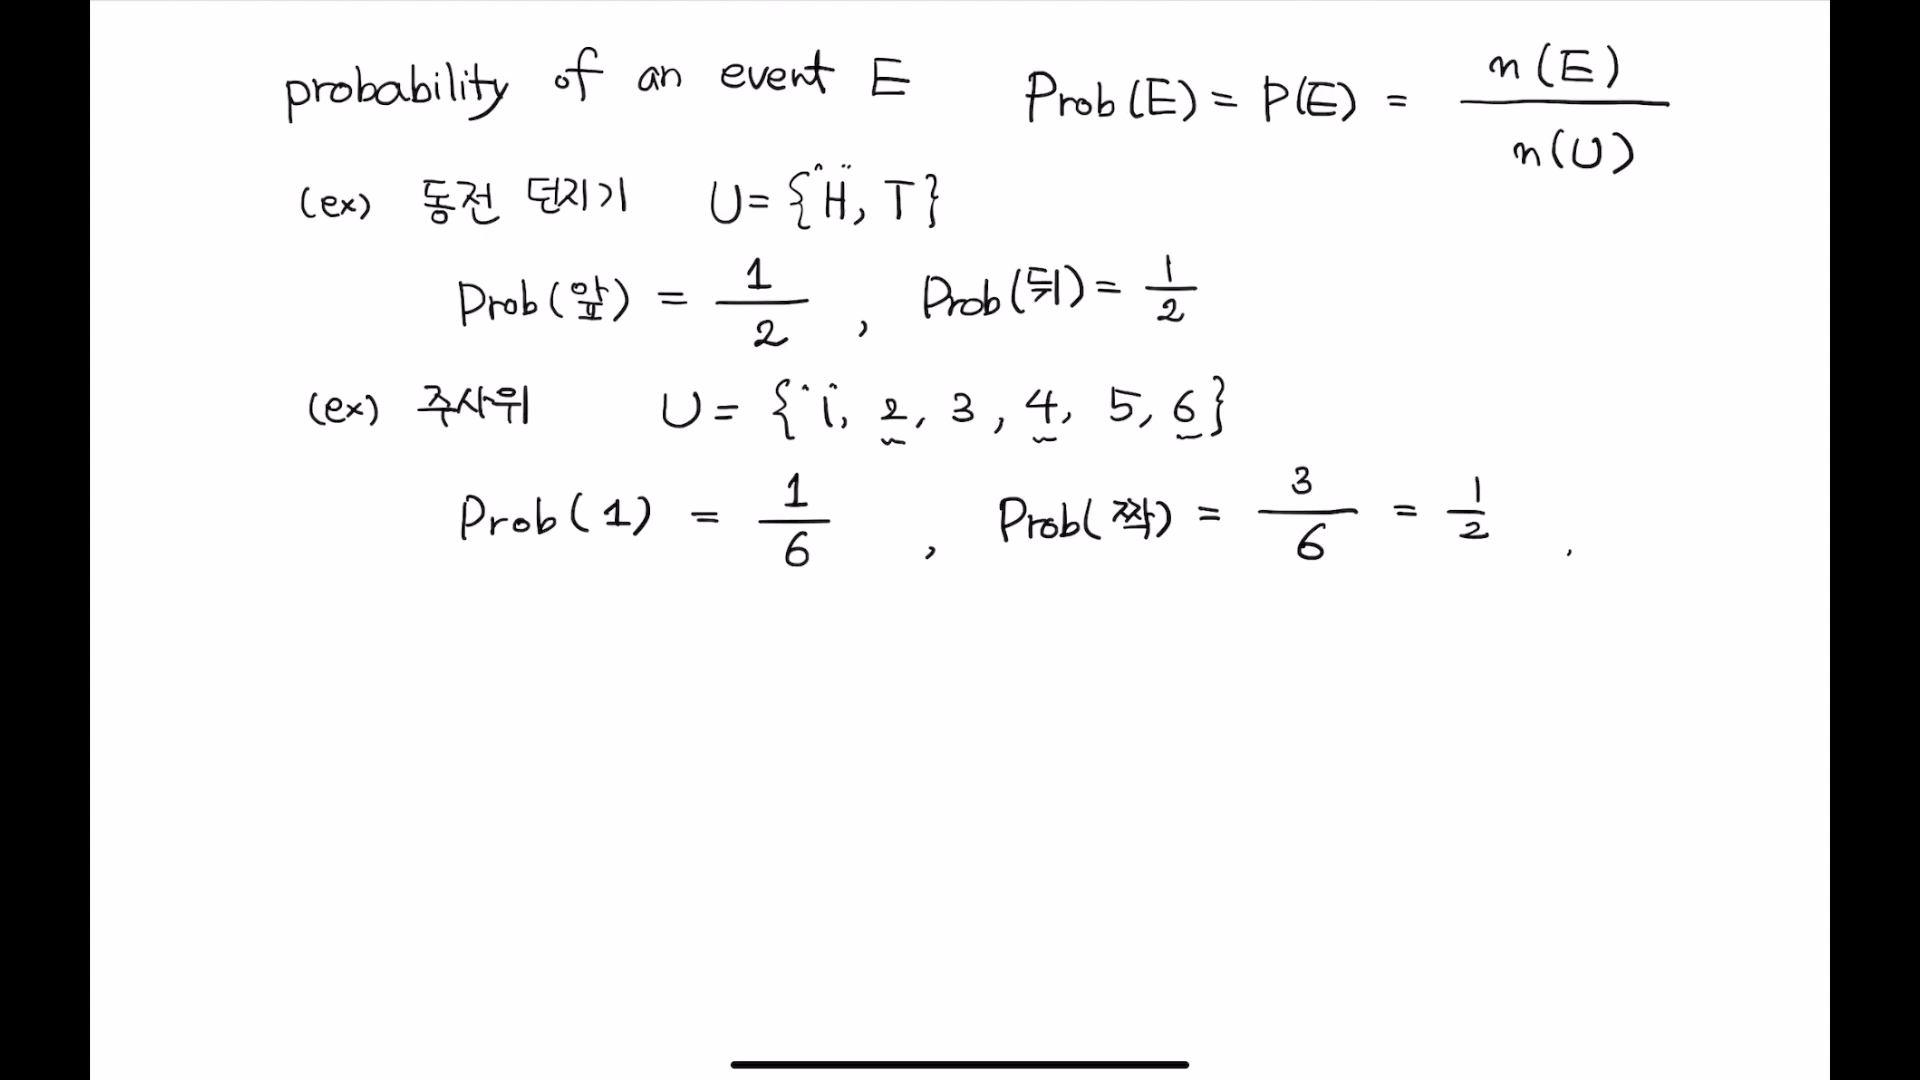 probability of an event E Prob(E) = P(E) = n(E)/n(U)
(ex) 동전 던지기 U = {H, T}
Prob(앞) = 1/2 , Prob(뒤) = 1/2
(ex) 주사위 U = {1, 2, 3, 4, 5, 6}
Prob(1) = 1/6 , Prob(짝) = 3/6 = 1/2 .